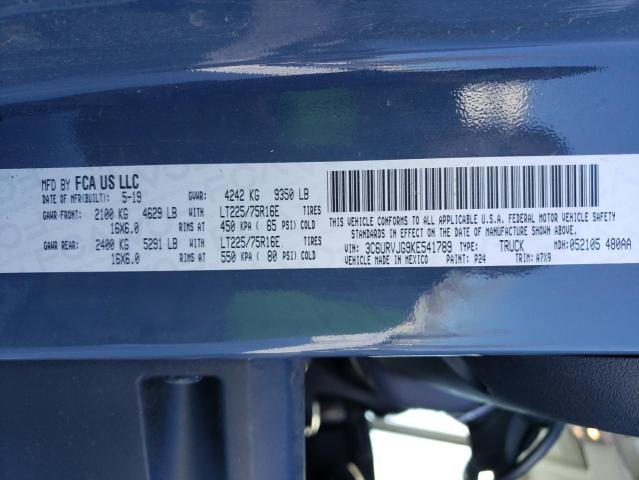 MFD BY FCA US LLC
DATE OF MFR(BUILT): 5-19 GVWR: 4242 KG 9350 LB
GAWR-FRONT: 2100 KG 4629 LB WITH LT225/75R16E TIRES
16X6.0 RIMS AT 450 KPA ( 65 PSI) COLD
GAWR REAR: 2400 KG 5291 LB WITH LT225/75R16E TIRES
16X6.0 RIMS AT 550 KPA ( 80 PSI) COLD
THIS VEHICLE CONFORMS TO ALL APPLICABLE U.S.A. FEDERAL MOTOR VEHICLE SAFETY
STANDARDS IN EFFECT ON THE DATE OF MANUFACTURE SHOWN ABOVE.
VIN: 3C6URVJG9KE541789 TRUCK MDH:052105 480AA
VEHICLE MADE IN MEXICO PAINT: P24 TRIM: A7X9